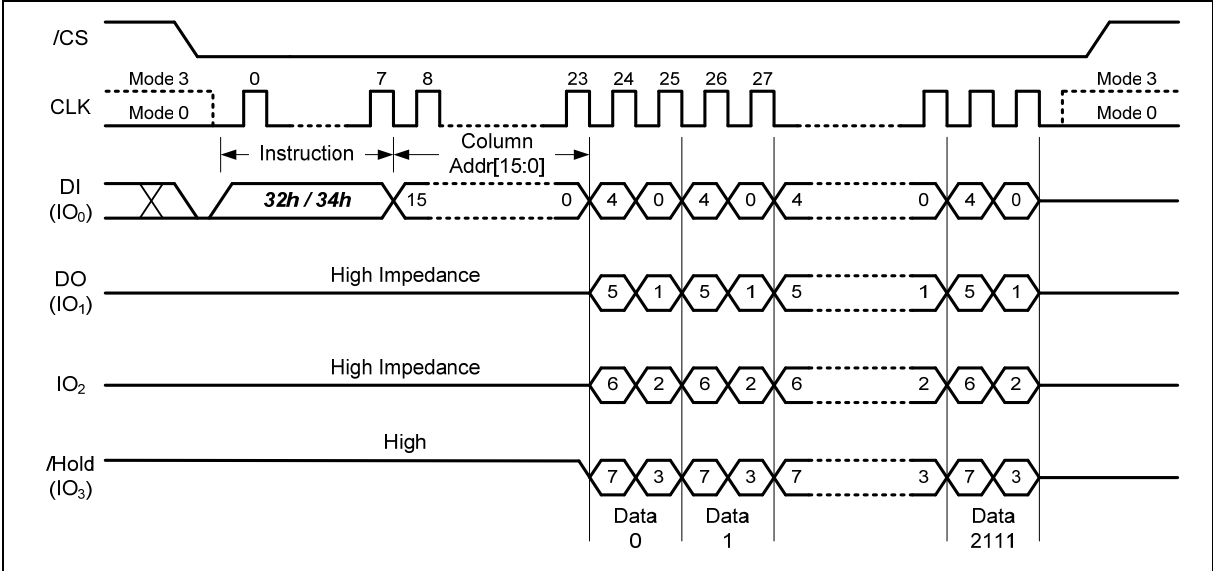 /CS
Mode 3 0 7 8 23 24 25 26 27 Mode 3
CLK
Mode 0 Mode 0
Instruction Column
Addr[15:0]
DI
(IO₀)
32h / 34h 15 0 4 0 4 0 4 0 4 0
DO
(IO₁)
High Impedance 5 1 5 1 5 1 5 1
IO₂
High Impedance 6 2 6 2 6 2 6 2
High
/Hold
(IO₃)
7 3 7 3 7 3 7 3
Data Data Data
0 1 2111